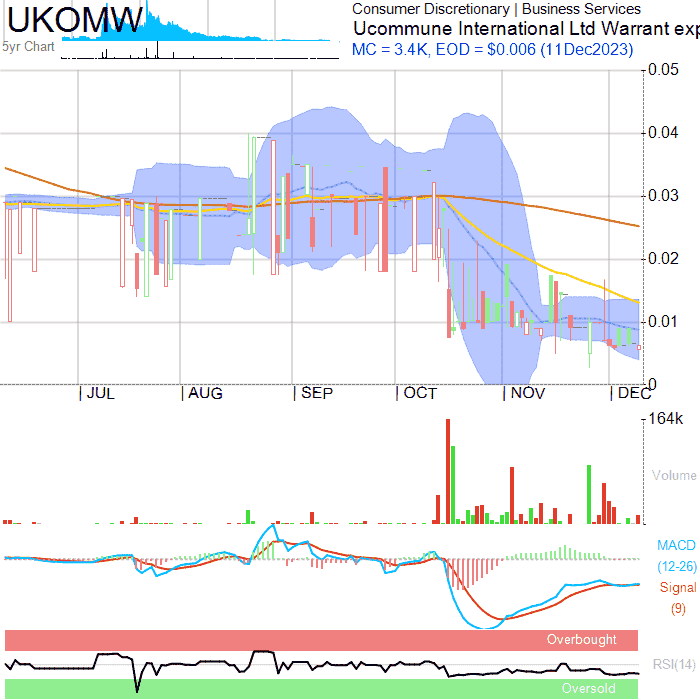 UKOMW
Consumer Discretionary | Business Services
Ucommune International Ltd Warrant exp
5yr Chart
MC = 3.4K, EOD = $0.006 (11Dec2023)
0.05
0.04
0.03
0.02
0.01
0
JUL AUG SEP OCT NOV DEC
164k
Volume
MACD
(12-26)
Signal
(9)
Overbought
RSI(14)
Oversold